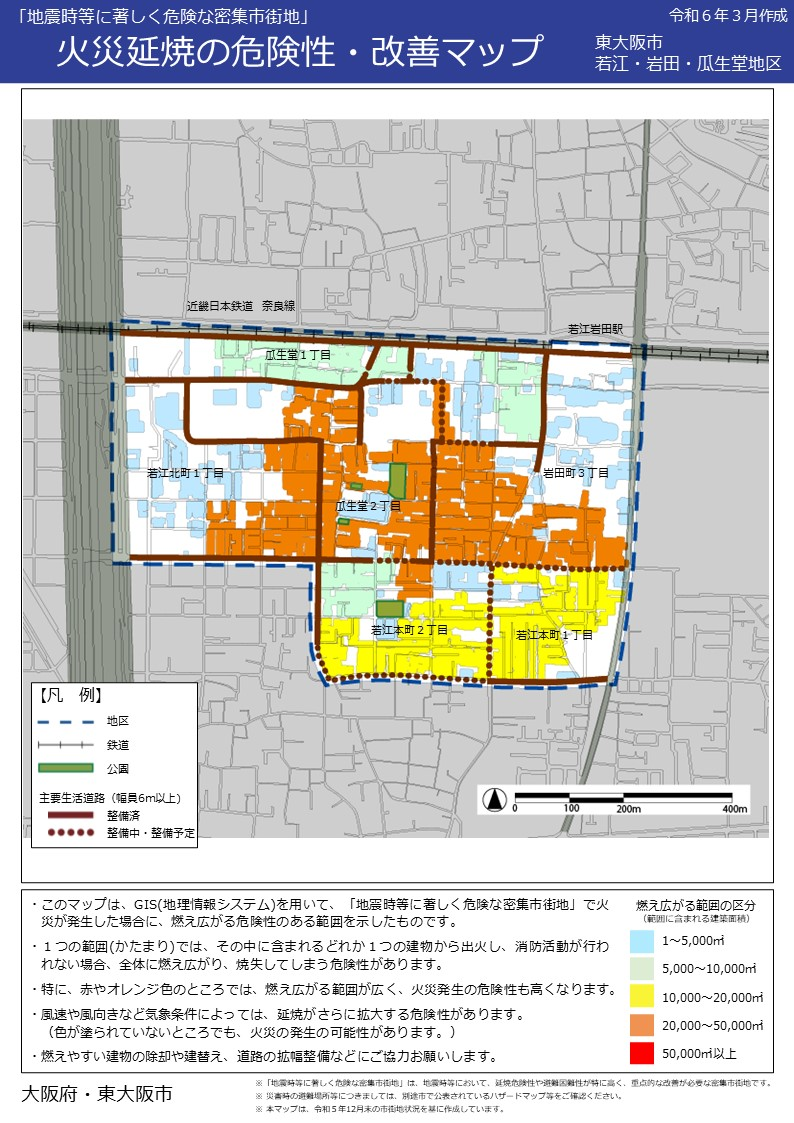 「地震時等に著しく危険な密集市街地」
令和６年３月作成
火災延焼の危険性・改善マップ
東大阪市
若江・岩田・瓜生堂地区
近畿日本鉄道　奈良線
若江岩田駅
瓜生堂１丁目
若江北町１丁目
岩田町３丁目
瓜生堂２丁目
若江本町２丁目
若江本町１丁目
【凡　例】
地区
鉄道
公園
主要生活道路（幅員6m以上）
整備済
整備中・整備予定
0
100
200m
400m
・このマップは、GIS(地理情報システム)を用いて、「地震時等に著しく危険な密集市街地」で火
災が発生した場合に、燃え広がる危険性のある範囲を示したものです。
・１つの範囲(かたまり)では、その中に含まれるどれか１つの建物から出火し、消防活動が行わ
れない場合、全体に燃え広がり、焼失してしまう危険性があります。
・特に、赤やオレンジ色のところでは、燃え広がる範囲が広く、火災発生の危険性も高くなります。
・風速や風向きなど気象条件によっては、延焼がさらに拡大する危険性があります。
（色が塗られていないところでも、火災の発生の可能性があります。）
・燃えやすい建物の除却や建替え、道路の拡幅整備などにご協力お願いします。
燃え広がる範囲の区分
（範囲に含まれる建築面積）
1～5,000㎡
5,000～10,000㎡
10,000～20,000㎡
20,000～50,000㎡
50,000㎡以上
大阪府・東大阪市
※「地震時等に著しく危険な密集市街地」は、地震時等において、延焼危険性や避難困難性が特に高く、重点的な改善が必要な密集市街地です。
※ 災害時の避難場所等につきましては、別途市で公表されているハザードマップ等をご確認ください。
※ 本マップは、令和５年12月末の市街地状況を基に作成しています。